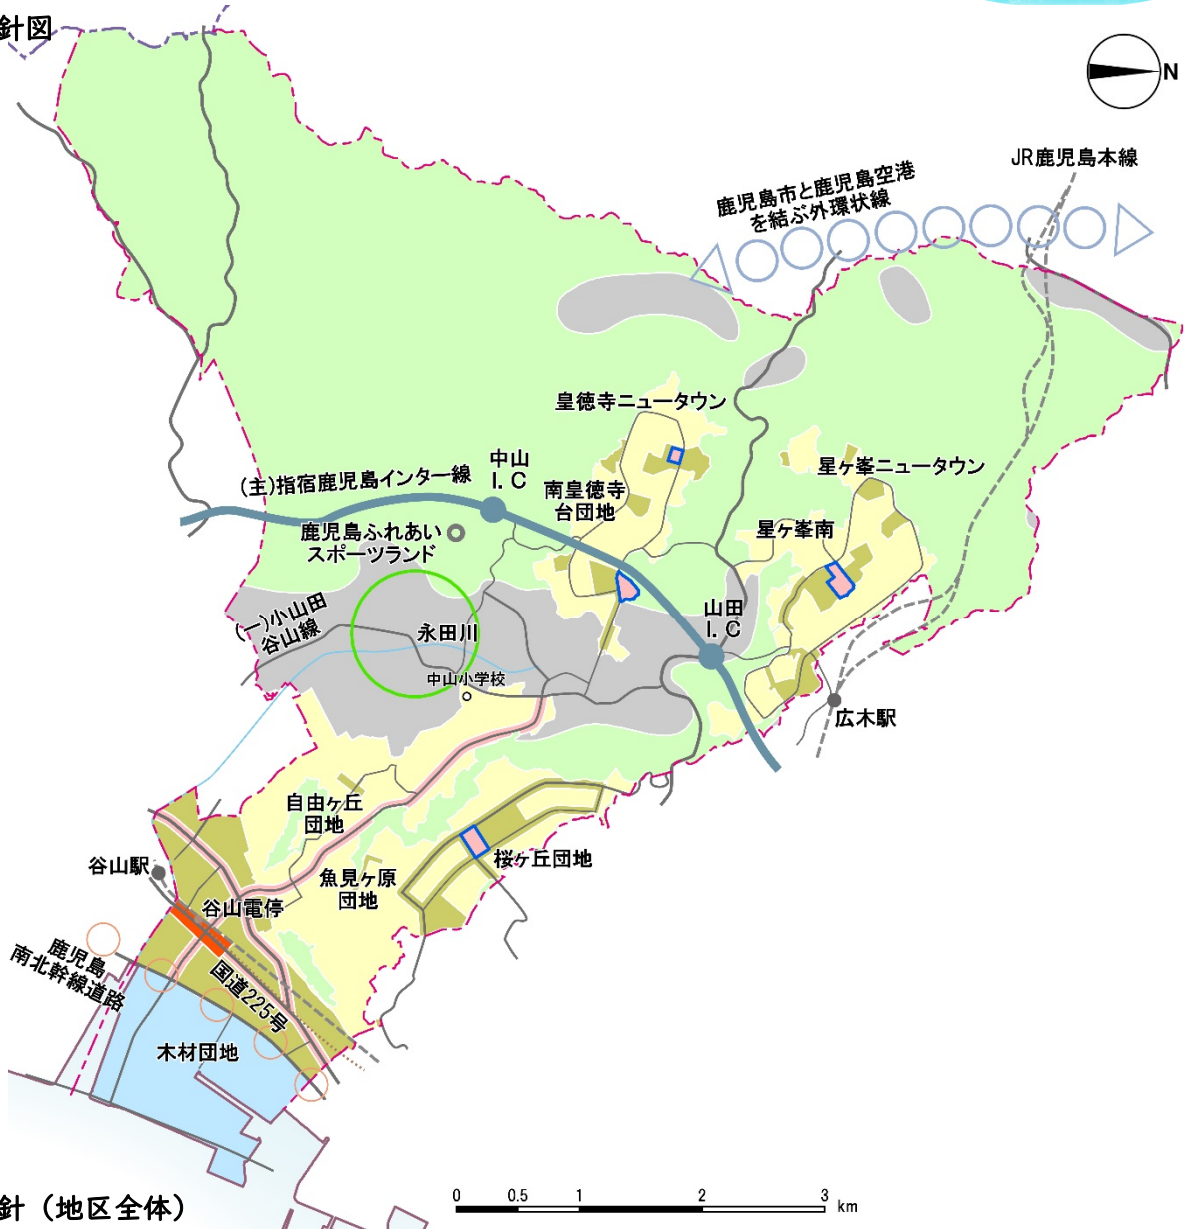 針図
N
JR鹿児島本線
鹿児島市と鹿児島空港
を結ぶ外環状線
皇徳寺ニュータウン
中山
I.C
(主)指宿鹿児島インター線
南皇徳寺
台団地
星ヶ峯ニュータウン
星ヶ峯南
鹿児島ふれあい
スポーツランド
(一)小山田
谷山線
永田川
山田
I.C
中山小学校
広木駅
自由ヶ丘
団地
桜ヶ丘団地
魚見ヶ原
団地
谷山駅
谷山電停
鹿児島
南北幹線道路
国道225号
木材団地
針（地区全体）
0 0.5 1 2 3 km